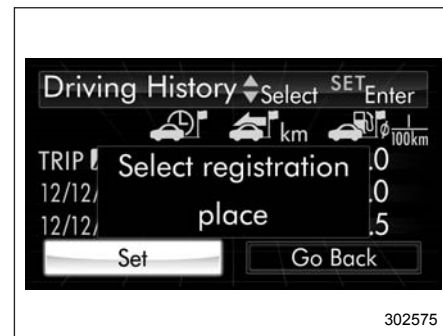 Driving History Select SET Enter
km l/100km
TRIP .0
Select registration
12/12/ .0
place
12/12/ .5
Set Go Back
302575